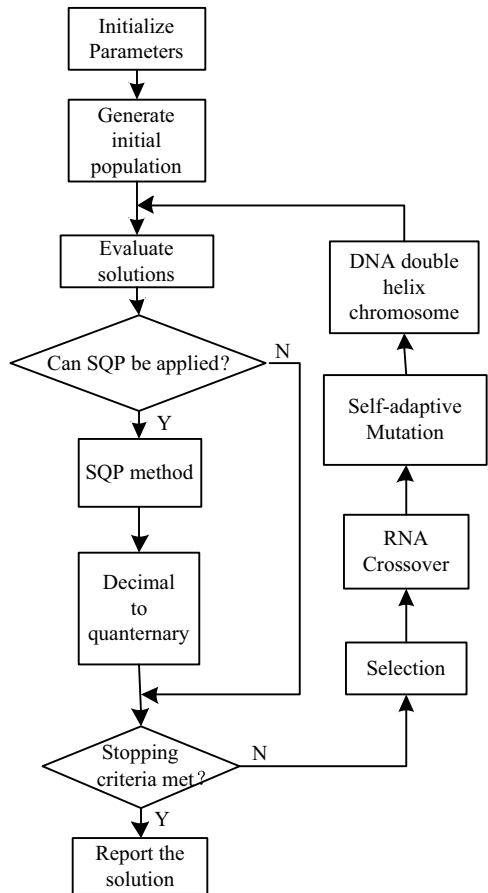 Initialize
Parameters
Generate
initial
population
Evaluate
solutions
Can SQP be applied?
N
Y
SQP method
Decimal
to
quanternary
Stopping
criteria met?
N
Y
Report the
solution
Selection
RNA
Crossover
Self-adaptive
Mutation
DNA double
helix
chromosome